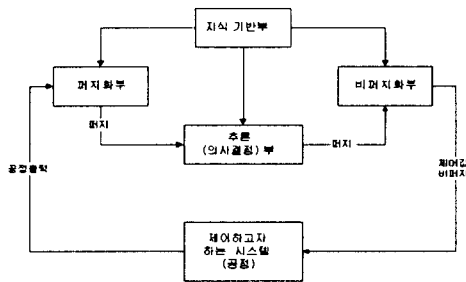 지식 기반부
퍼지화부
비퍼지화부
퍼지
추론
(의사결정) 부
퍼지
공정출력
제어값
비퍼지
제어하고자
하는 시스템
(공정)